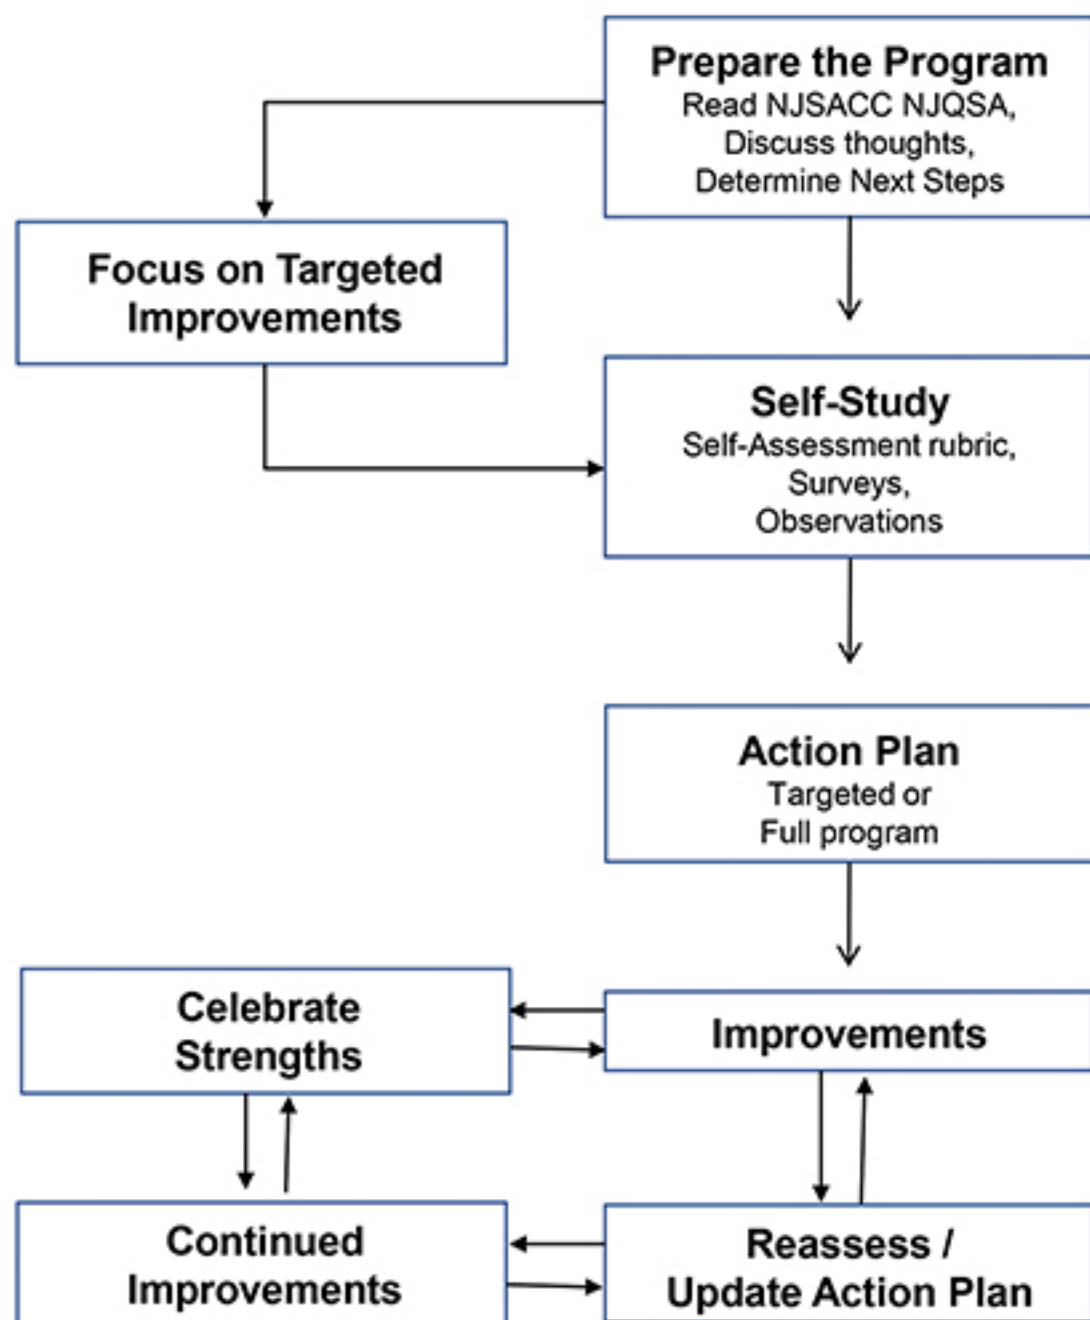 Prepare the Program
Read NJSACC NJQSA,
Discuss thoughts,
Determine Next Steps
Focus on Targeted
Improvements
Self-Study
Self-Assessment rubric,
Surveys,
Observations
Action Plan
Targeted or
Full program
Celebrate
Strengths
Improvements
Continued
Improvements
Reassess /
Update Action Plan